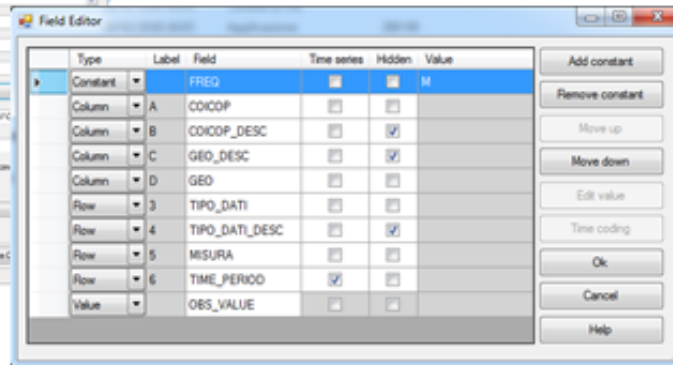 Field Editor
Type Label Field Time series Hidden Value
Constant FREQ M
Column A COICOP
Column B COICOP_DESC
Column C GEO_DESC
Column D GEO
Row 3 TIPO_DATI
Row 4 TIPO_DATI_DESC
Row 5 MISURA
Row 6 TIME_PERIOD
Value OBS_VALUE
Add constant
Remove constant
Move up
Move down
Edit value
Time coding
Ok
Cancel
Help